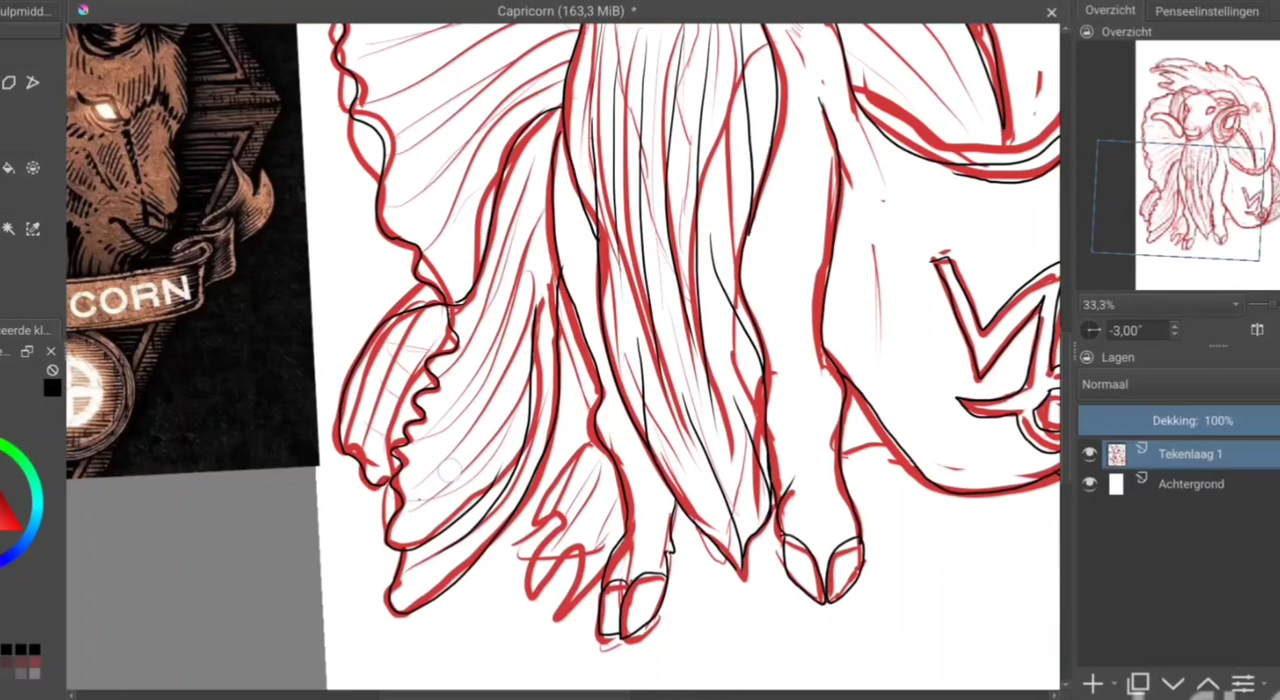 ulpmidd...
Capricorn (163,3 MiB) *
Overzicht
Penseelinstellingen
Overzicht
CORN
33,3%
-3,00°
Lagen
Normaal
Dekking: 100%
Tekenlaag 1
Achtergrond
ceerde kl...